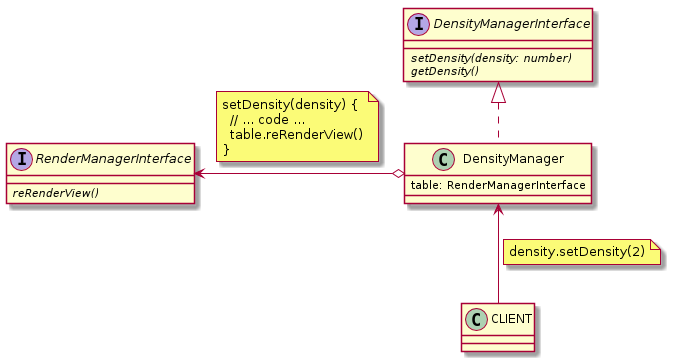 I DensityManagerInterface
setDensity(density: number)
getDensity()
setDensity(density) {
// ... code ...
table.reRenderView()
}
I RenderManagerInterface
reRenderView()
C DensityManager
table: RenderManagerInterface
density.setDensity(2)
C CLIENT